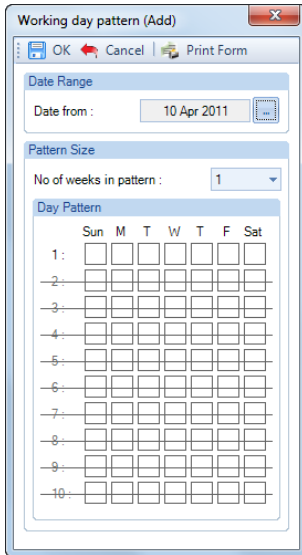 Working day pattern (Add)
OK Cancel Print Form
Date Range
Date from : 10 Apr 2011 ...
Pattern Size
No of weeks in pattern : 1
Day Pattern
Sun M T W T F Sat
1 :
2 :
3 :
4 :
5 :
6 :
7 :
8 :
9 :
10 :